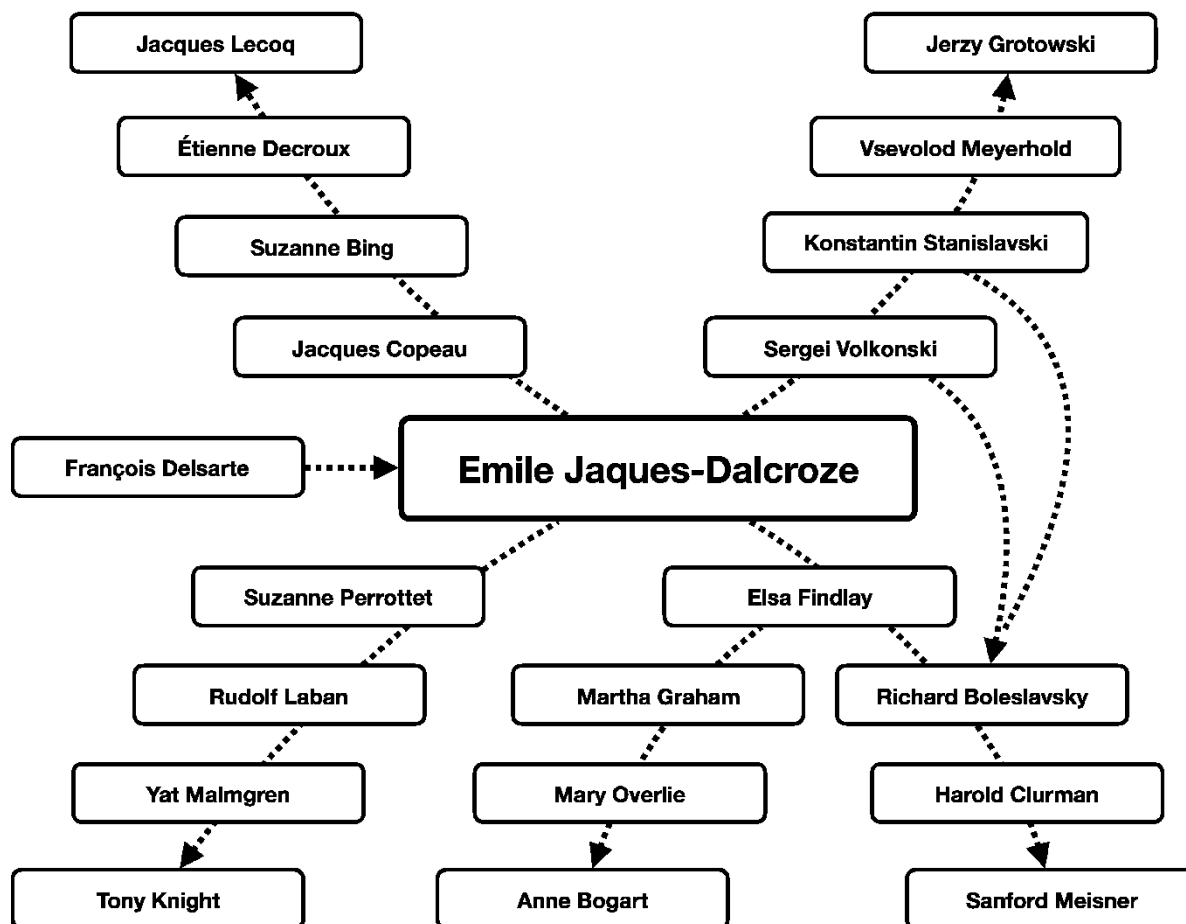 Jacques Lecoq
Jerzy Grotowski
Étienne Decroux
Vsevolod Meyerhold
Suzanne Bing
Konstantin Stanislavski
Jacques Copeau
Sergei Volkonski
François Delsarte
Emile Jaques-Dalcroze
Suzanne Perrottet
Elsa Findlay
Rudolf Laban
Martha Graham
Richard Boleslavsky
Yat Malmgren
Mary Overlie
Harold Clurman
Tony Knight
Anne Bogart
Sanford Meisner